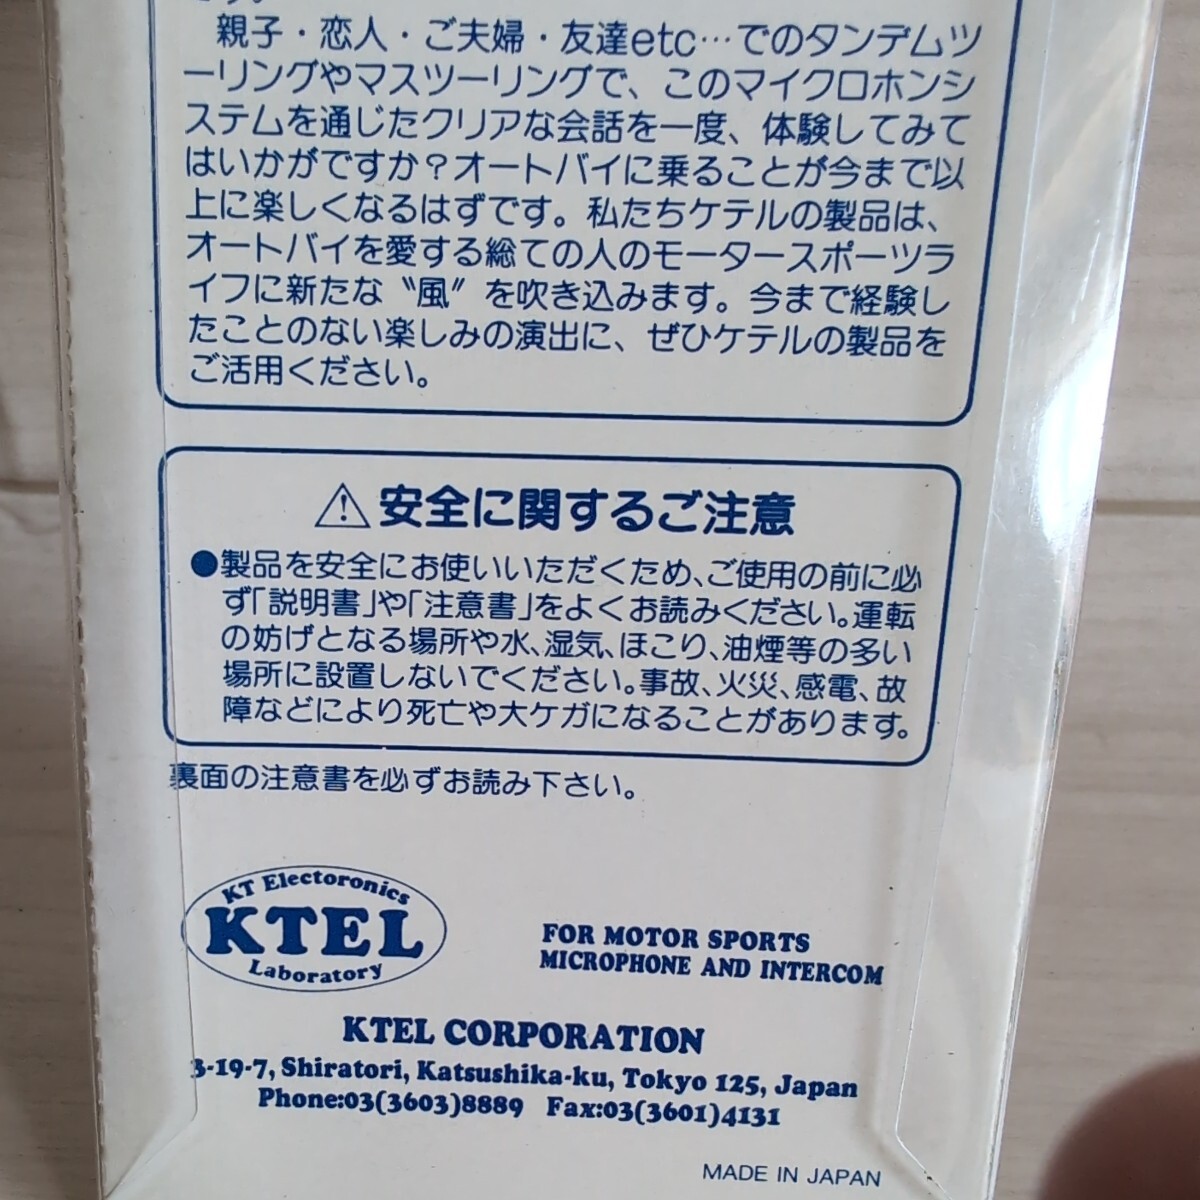 親子・恋人・ご夫婦・友達etc…でのタンデムツ
ーリングやマスツーリングで、このマイクロホンシ
ステムを通じたクリアな会話を一度、体験してみて
はいかがですか？オートバイに乗ることが今まで以
上に楽しくなるはずです。私たちケテルの製品は、
オートバイを愛する総ての人のモータースポーツラ
イフに新たな〝風〟を吹き込みます。今まで経験し
たことのない楽しみの演出に、ぜひケテルの製品を
ご活用ください。
⚠安全に関するご注意
●製品を安全にお使いいただくため、ご使用の前に必
ず「説明書」や「注意書」をよくお読みください。運転
の妨げとなる場所や水、湿気、ほこり、油煙等の多い
場所に設置しないでください。事故、火災、感電、故
障などにより死亡や大ケガになることがあります。
裏面の注意書を必ずお読み下さい。
KT Electoronics
KTEL
Laboratory
FOR MOTOR SPORTS
MICROPHONE AND INTERCOM
KTEL CORPORATION
3-19-7, Shiratori, Katsushika-ku, Tokyo 125, Japan
Phone:03(3603)8889 Fax:03(3601)4131
MADE IN JAPAN